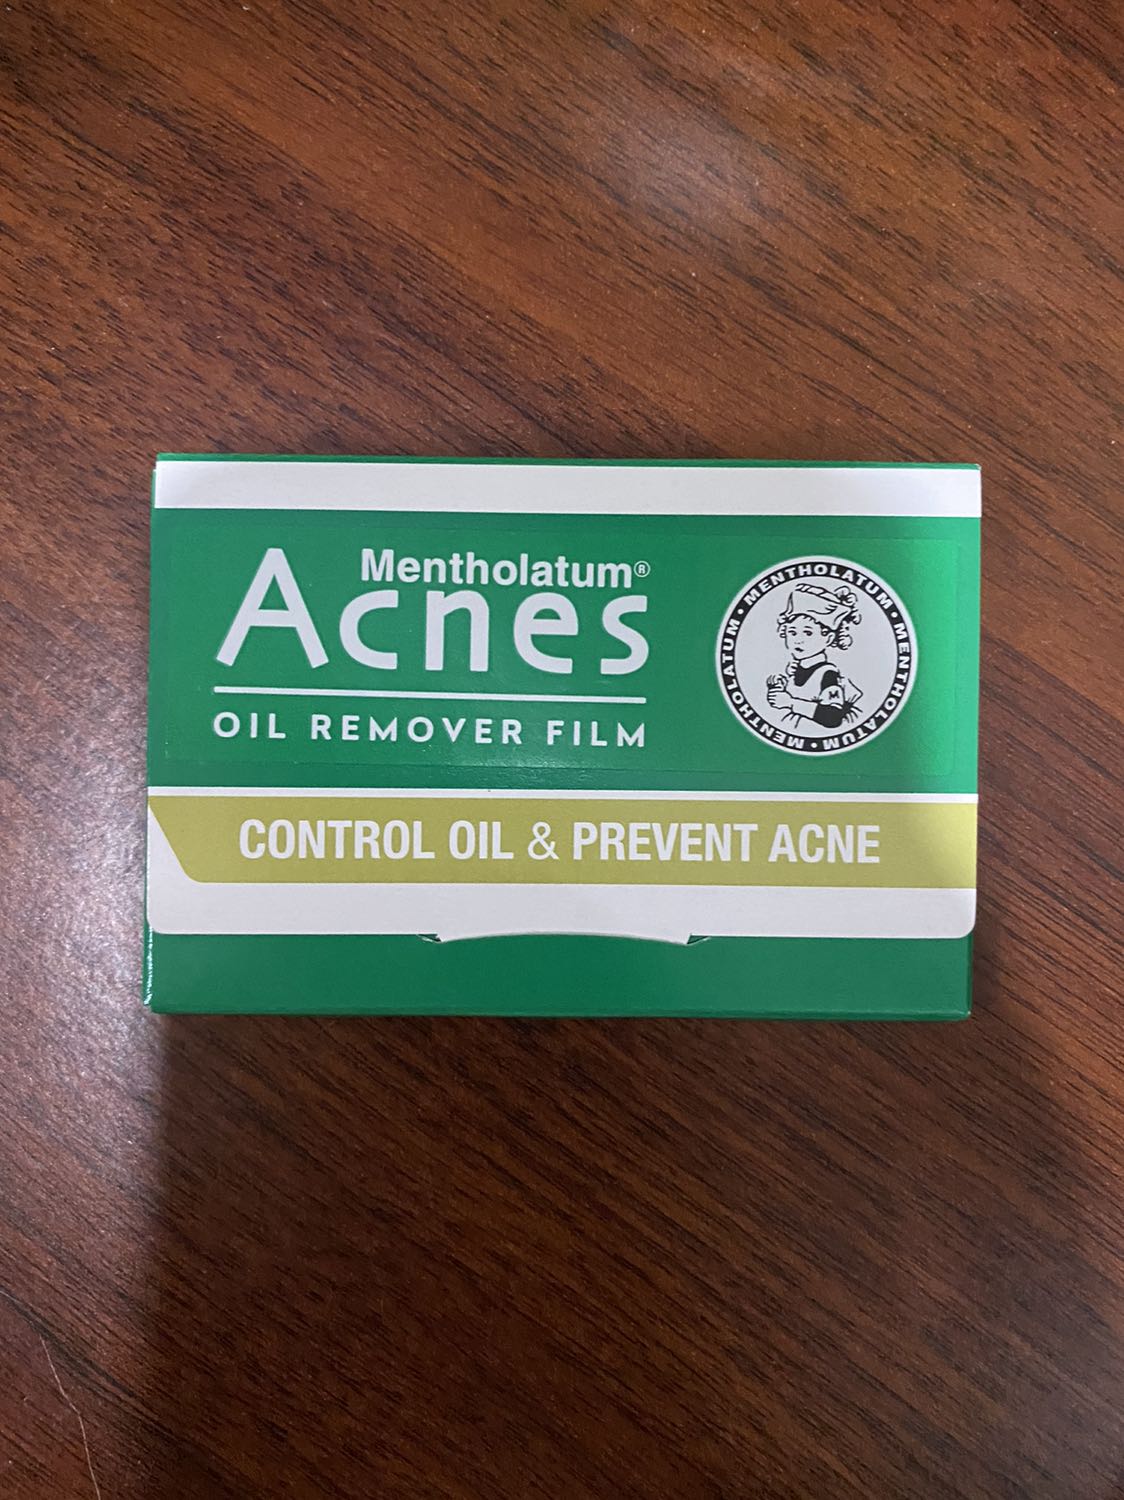 Mentholatum®
Acnes
OIL REMOVER FILM
MENTHOLATUM • MENTHOLATUM • MENTHOLATUM •
M
CONTROL OIL & PREVENT ACNE